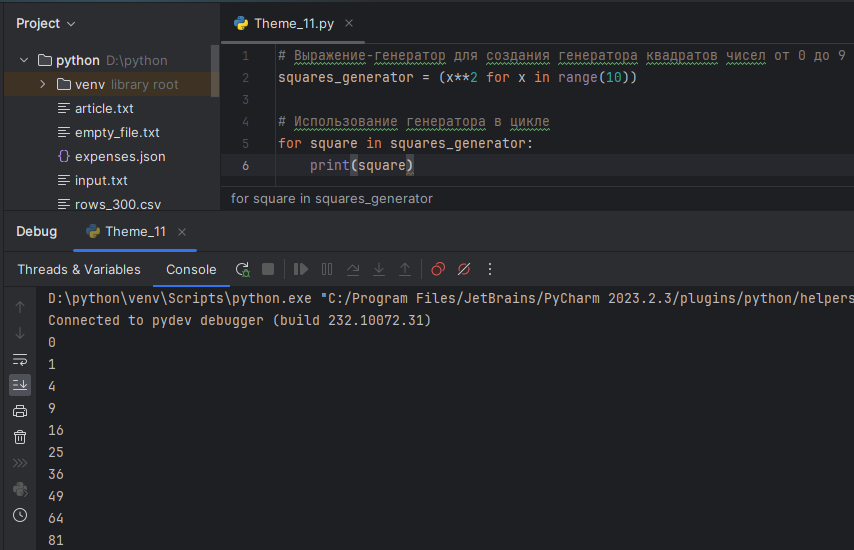 Project
python D:\python
venv library root
article.txt
empty_file.txt
expenses.json
input.txt
rows_300.csv
Theme_11.py
1 # Выражение-генератор для создания генератора квадратов чисел от 0 до 9
2 squares_generator = (x**2 for x in range(10))
3
4 # Использование генератора в цикле
5 for square in squares_generator:
6 print(square)
for square in squares_generator
Debug Theme_11
Threads & Variables Console
D:\python\venv\Scripts\python.exe "C:/Program Files/JetBrains/PyCharm 2023.2.3/plugins/python/helpers
Connected to pydev debugger (build 232.10072.31)
0
1
4
9
16
25
36
49
64
81